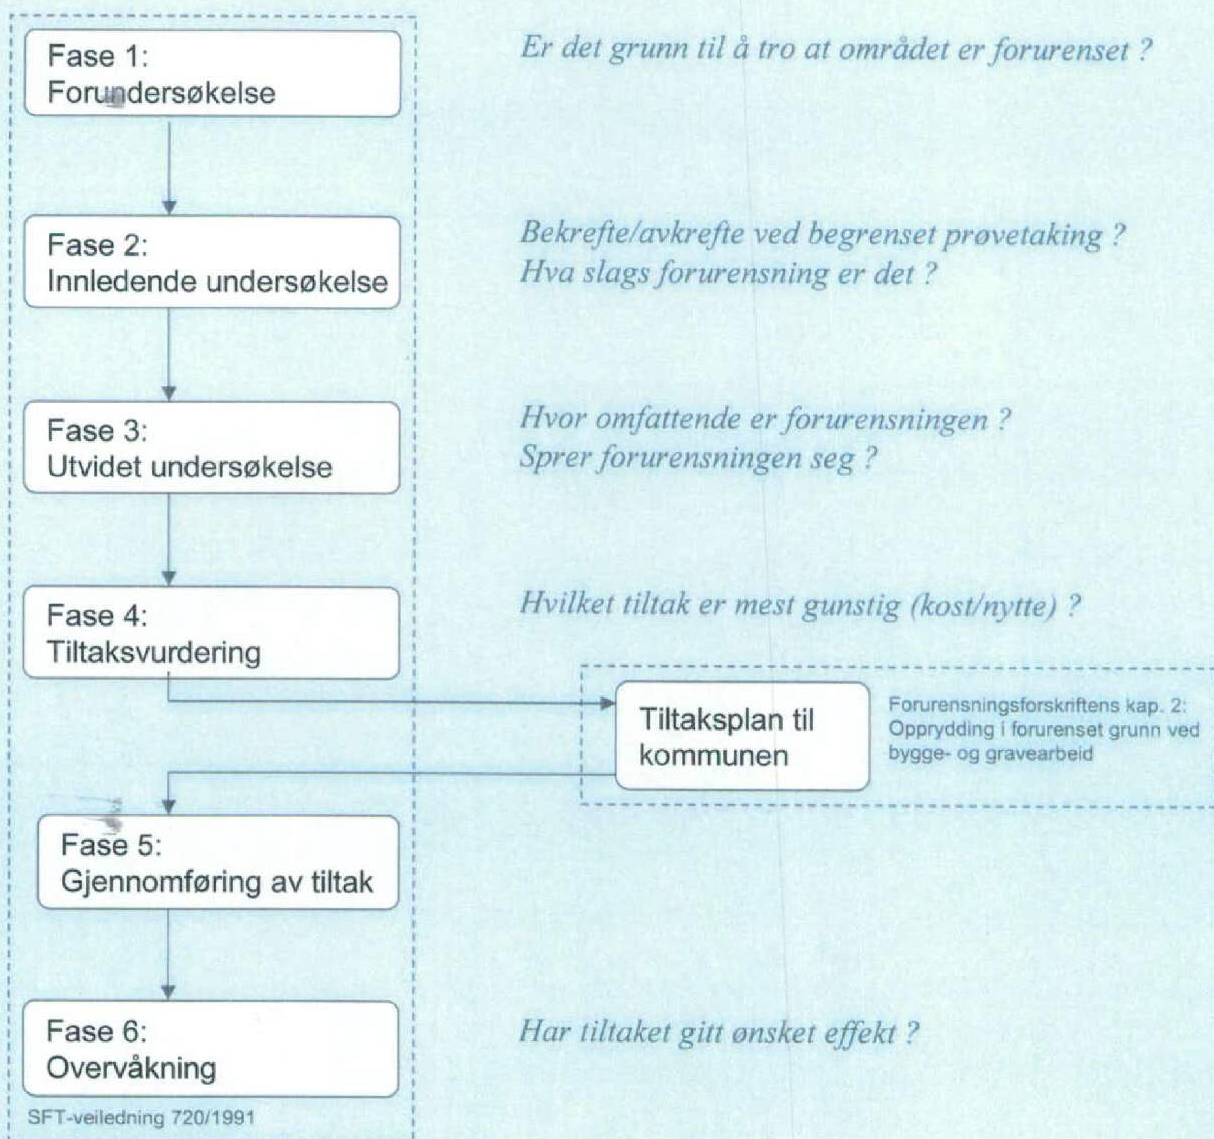 Fase 1:
Forundersøkelse
Er det grunn til å tro at området er forurenset ?
Fase 2:
Innledende undersøkelse
Bekrefte/avkrefte ved begrenset prøvetaking ?
Hva slags forurensning er det ?
Fase 3:
Utvidet undersøkelse
Hvor omfattende er forurensningen ?
Sprer forurensningen seg ?
Fase 4:
Tiltaksvurdering
Hvilket tiltak er mest gunstig (kost/nytte) ?
Tiltaksplan til
kommunen
Forurensningsforskriftens kap. 2:
Opprydding i forurenset grunn ved
bygge- og gravearbeid
Fase 5:
Gjennomføring av tiltak
Fase 6:
Overvåkning
Har tiltaket gitt ønsket effekt ?
SFT-veiledning 720/1991